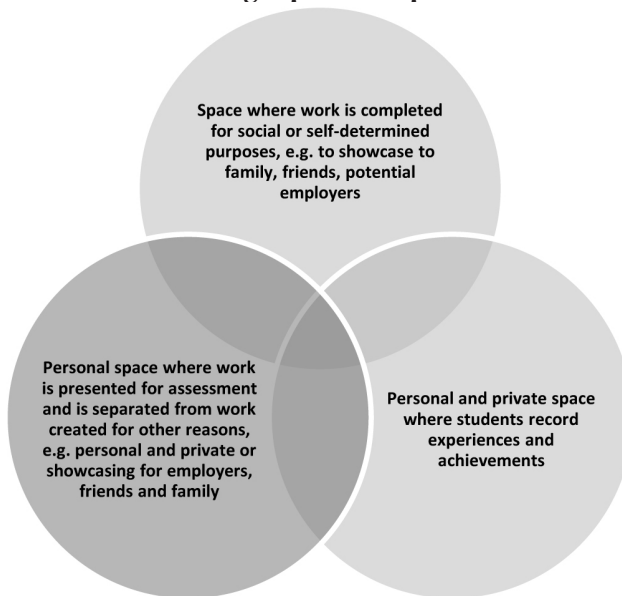 Space where work is completed
for social or self-determined
purposes, e.g. to showcase to
family, friends, potential
employers
Personal space where work
is presented for assessment
and is separated from work
created for other reasons,
e.g. personal and private or
showcasing for employers,
friends and family
Personal and private space
where students record
experiences and
achievements